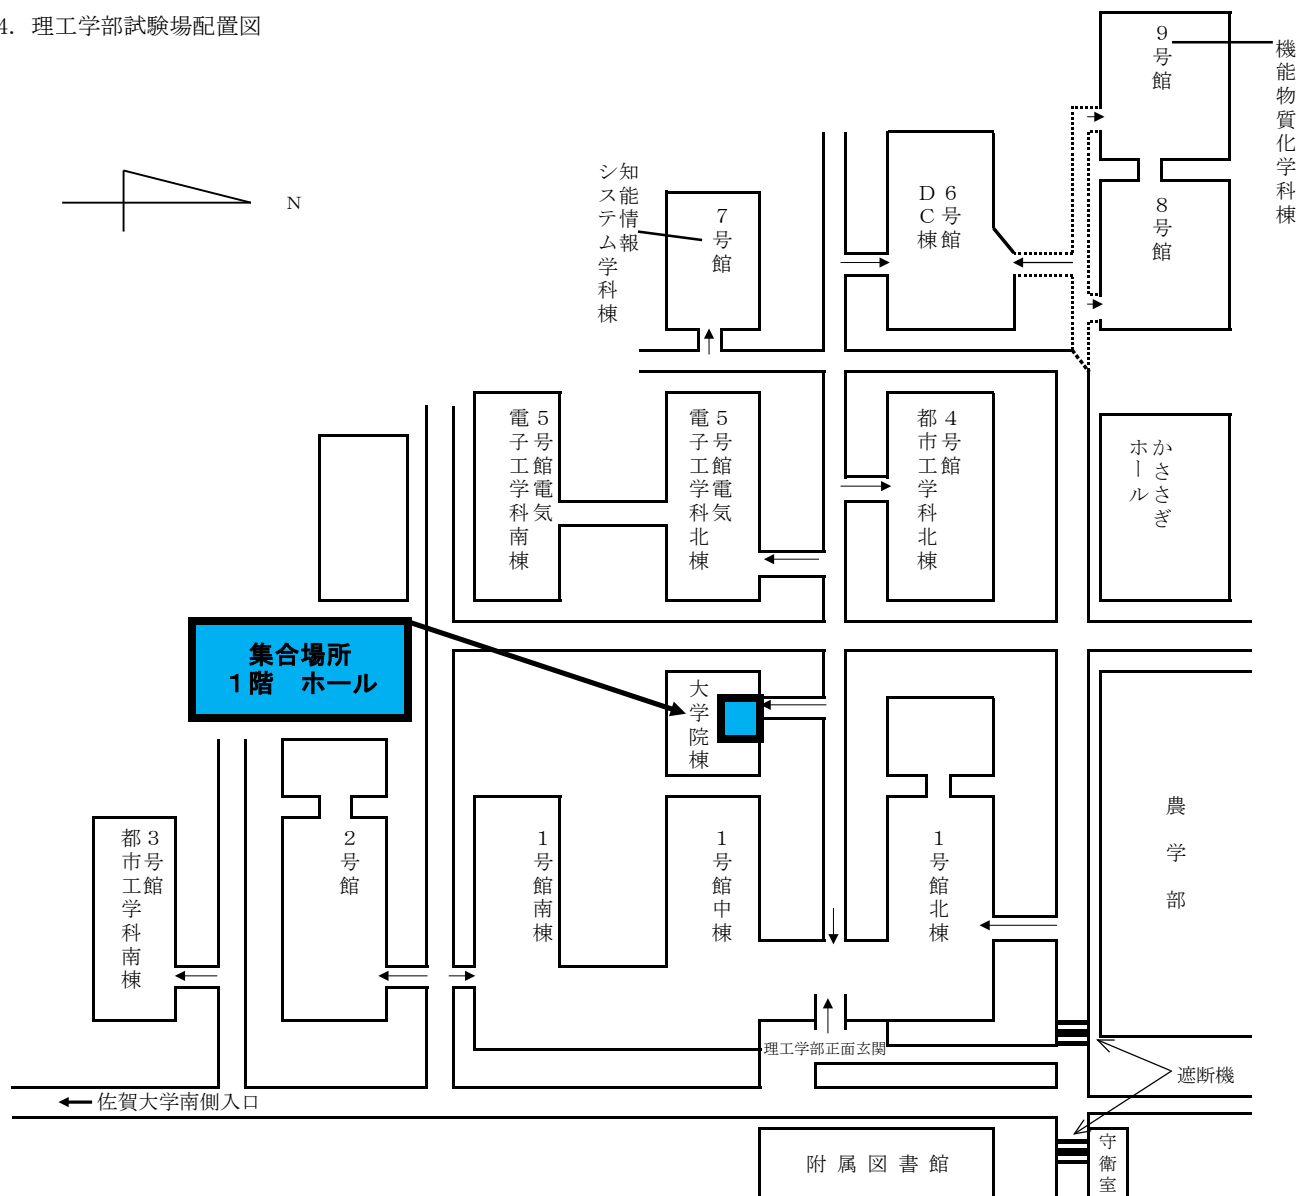 4. 理工学部試験場配置図
N
9号館
機能物質化学科棟
8号館
6号館
DC棟
知能情報
システム学科棟
7号館
5号館電気
電子工学科南棟
5号館電気
電子工学科北棟
4号館
都市工学科北棟
かささぎ
ホール
集合場所
1階 ホール
大学院棟
3号館
都市工学科南棟
2号館
1号館南棟
1号館中棟
1号館北棟
農学部
理工学部正面玄関
遮断機
佐賀大学南側入口
附属図書館
守衛室